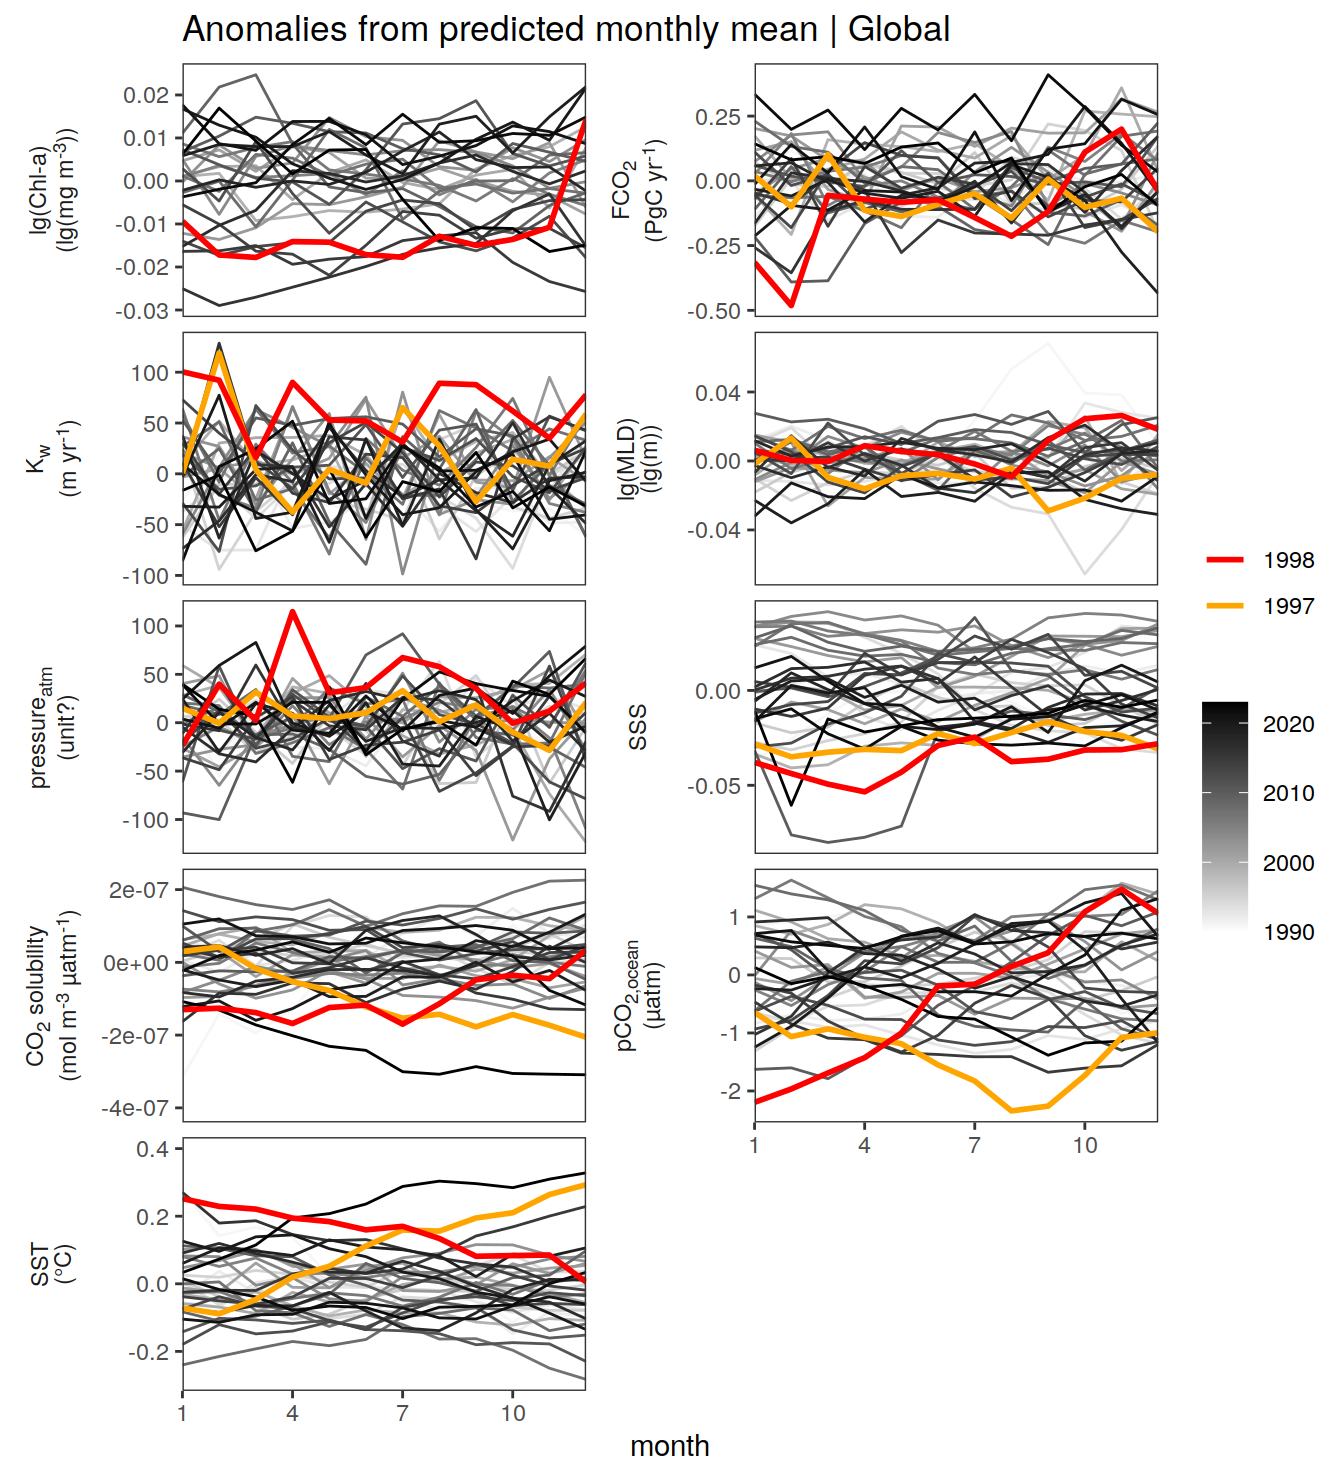 Anomalies from predicted monthly mean | Global
lg(Chl-a)
(lg(mg m⁻³))
0.02
0.01
0.00
-0.01
-0.02
-0.03
FCO₂
(PgC yr⁻¹)
0.25
0.00
-0.25
-0.50
K_w
(m yr⁻¹)
100
50
0
-50
-100
lg(MLD)
(lg(m))
0.04
0.00
-0.04
pressure_atm
(unit?)
100
50
0
-50
-100
SSS
0.00
-0.05
CO₂ solubility
(mol m⁻³ µatm⁻¹)
2e-07
0e+00
-2e-07
-4e-07
pCO₂,ocean
(µatm)
1
0
-1
-2
1 4 7 10
SST
(°C)
0.4
0.2
0.0
-0.2
1 4 7 10
month
1998
1997
2020
2010
2000
1990